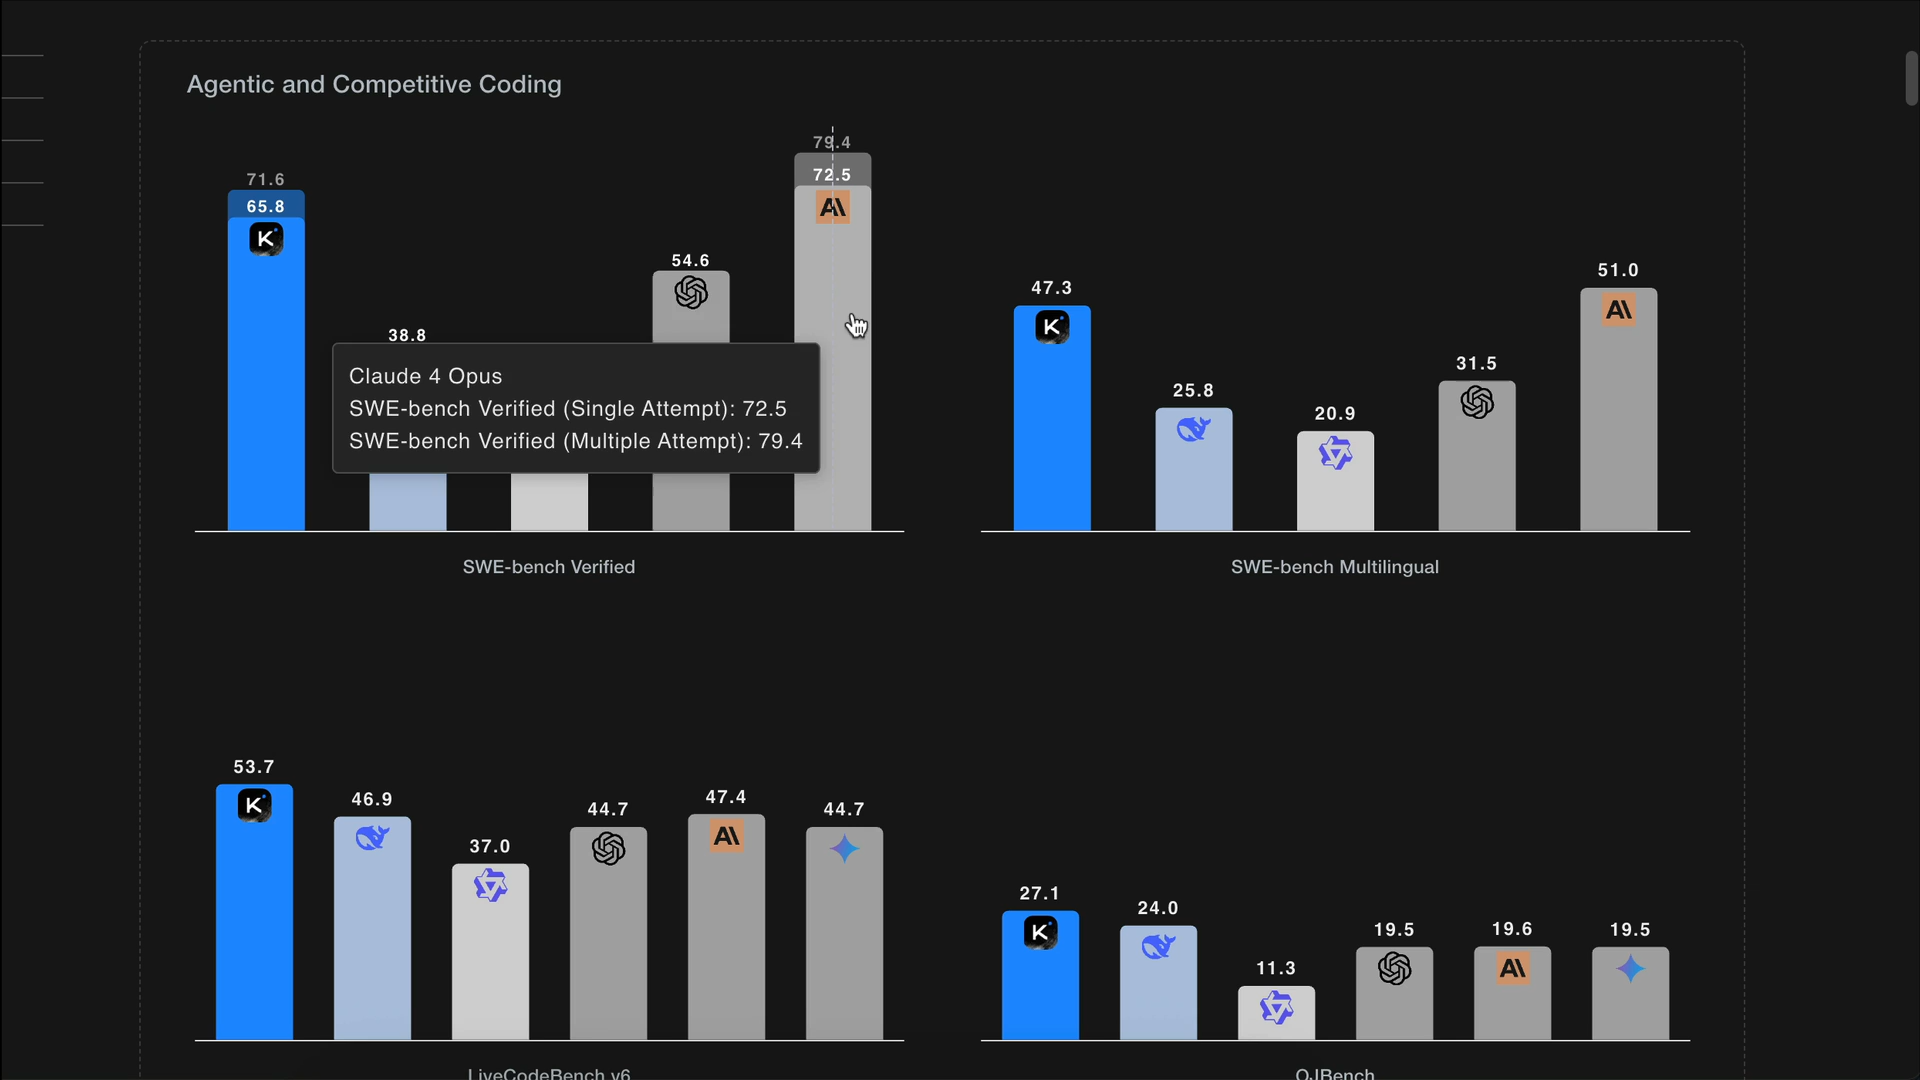 Agentic and Competitive Coding
79.4
72.5
71.6
65.8
54.6
38.8
Claude 4 Opus
SWE-bench Verified (Single Attempt): 72.5
SWE-bench Verified (Multiple Attempt): 79.4
SWE-bench Verified
51.0
47.3
31.5
25.8
20.9
SWE-bench Multilingual
53.7
46.9
37.0
44.7
47.4
44.7
LiveCodeBench v6
27.1
24.0
11.3
19.5
19.6
19.5
OJBench